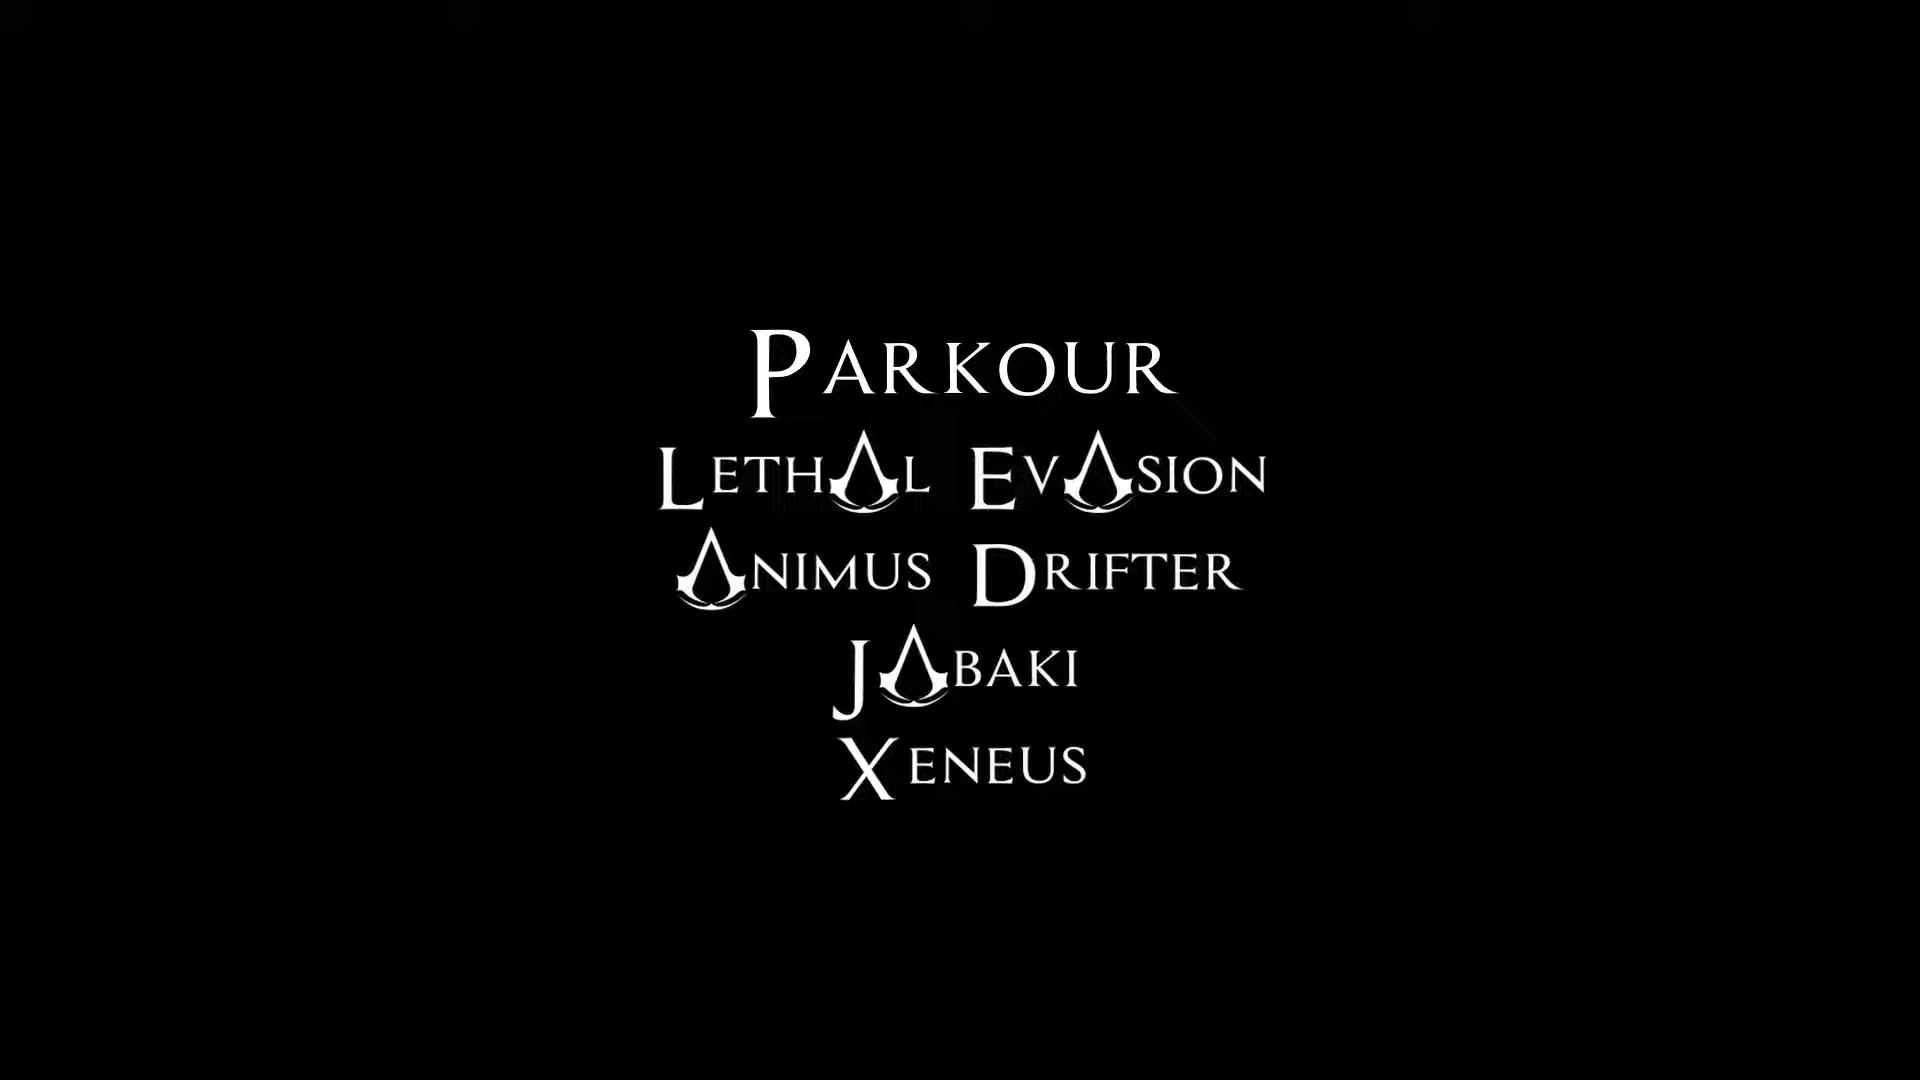 Parkour
Lethal Evasion
Animus Drifter
Jabaki
Xeneus